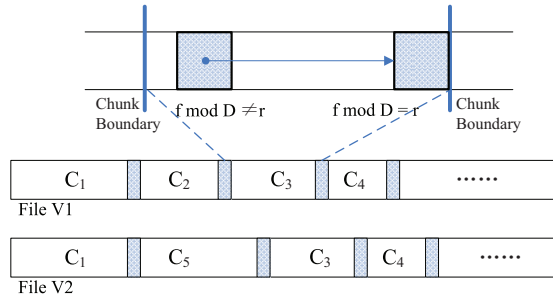 f mod D ≠ r
f mod D = r
Chunk
Boundary
Chunk
Boundary
C₁ C₂ C₃ C₄ ……
File V1
C₁ C₅ C₃ C₄ ……
File V2